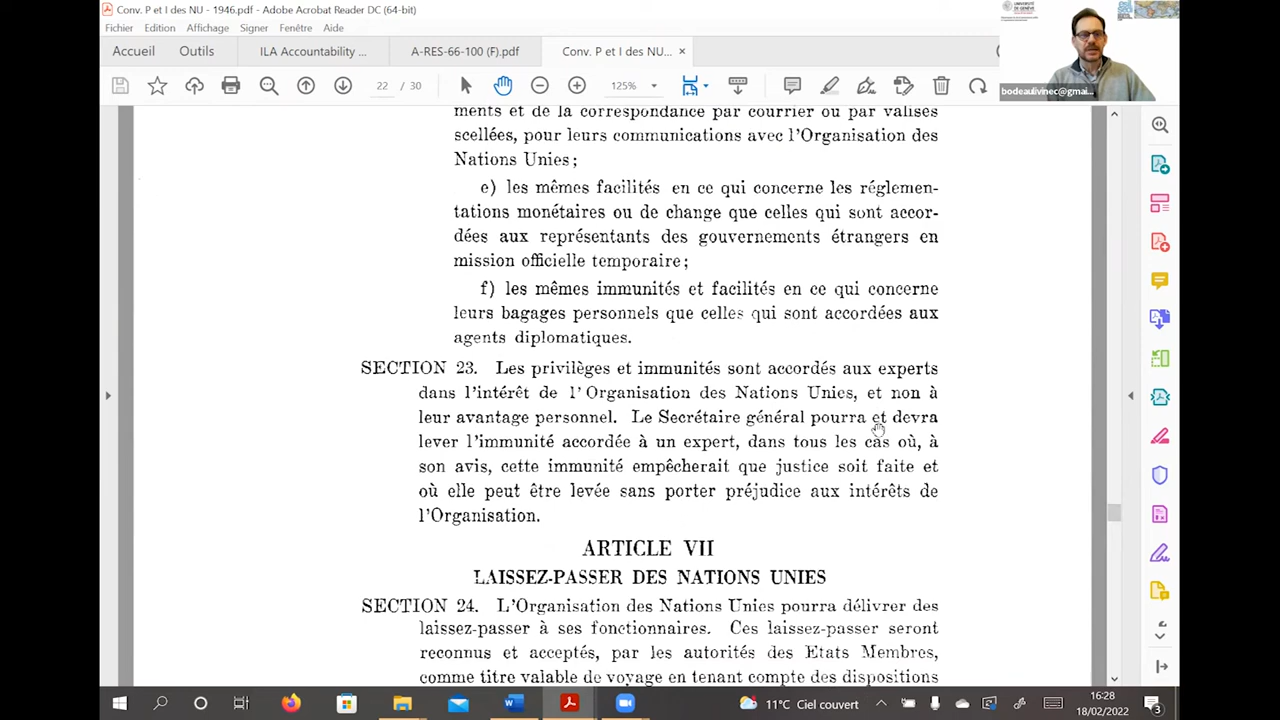 Conv. P et I des NU - 1946.pdf - Adobe Acrobat Reader DC (64-bit)
Fichier Edition Affichage Signer Fenêtre Aide
Accueil Outils ILA Accountability ... A-RES-66-100 (F).pdf Conv. P et I des NU... ×
22 / 30 125%
UNIVERSITÉ
DE GENÈVE
bodeaulivinec@gmai...
ments et de la correspondance par courrier ou par valises
scellées, pour leurs communications avec l'Organisation des
Nations Unies;
e) les mêmes facilités en ce qui concerne les réglemen-
tations monétaires ou de change que celles qui sont accor-
dées aux représentants des gouvernements étrangers en
mission officielle temporaire;
f) les mêmes immunités et facilités en ce qui concerne
leurs bagages personnels que celles qui sont accordées aux
agents diplomatiques.
SECTION 23. Les privilèges et immunités sont accordés aux experts
dans l'intérêt de l'Organisation des Nations Unies, et non à
leur avantage personnel. Le Secrétaire général pourra et devra
lever l'immunité accordée à un expert, dans tous les cas où, à
son avis, cette immunité empêcherait que justice soit faite et
où elle peut être levée sans porter préjudice aux intérêts de
l'Organisation.
ARTICLE VII
LAISSEZ-PASSER DES NATIONS UNIES
SECTION 24. L'Organisation des Nations Unies pourra délivrer des
laissez-passer à ses fonctionnaires. Ces laissez-passer seront
reconnus et acceptés, par les autorités des Etats Membres,
comme titre valable de voyage en tenant compte des dispositions
11°C Ciel couvert
16:28
18/02/2022
3